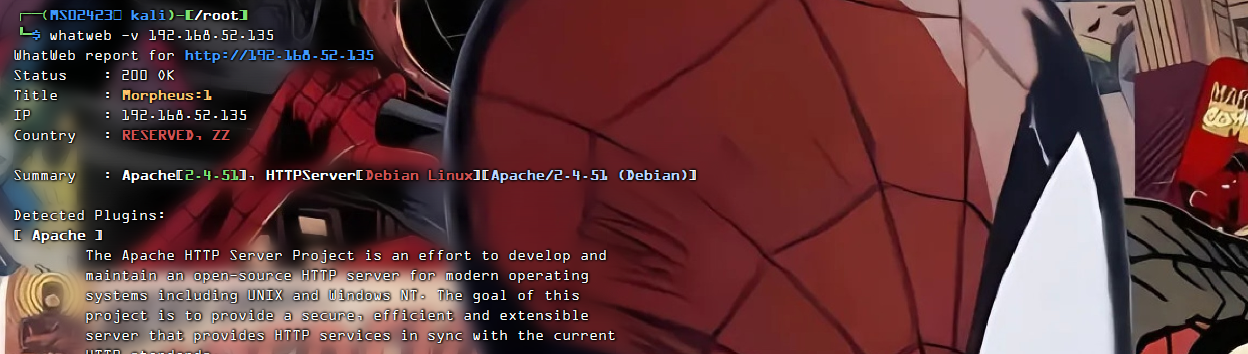 ┌──(MS02423㉿ kali)-[/root]
└─$ whatweb -v 192.168.52.135
WhatWeb report for http://192.168.52.135
Status : 200 OK
Title : Morpheus:1
IP : 192.168.52.135
Country : RESERVED, ZZ
Summary : Apache[2.4.51], HTTPServer[Debian Linux][Apache/2.4.51 (Debian)]
Detected Plugins:
[ Apache ]
The Apache HTTP Server Project is an effort to develop and
maintain an open-source HTTP server for modern operating
systems including UNIX and Windows NT. The goal of this
project is to provide a secure, efficient and extensible
server that provides HTTP services in sync with the current
HTTP standards.